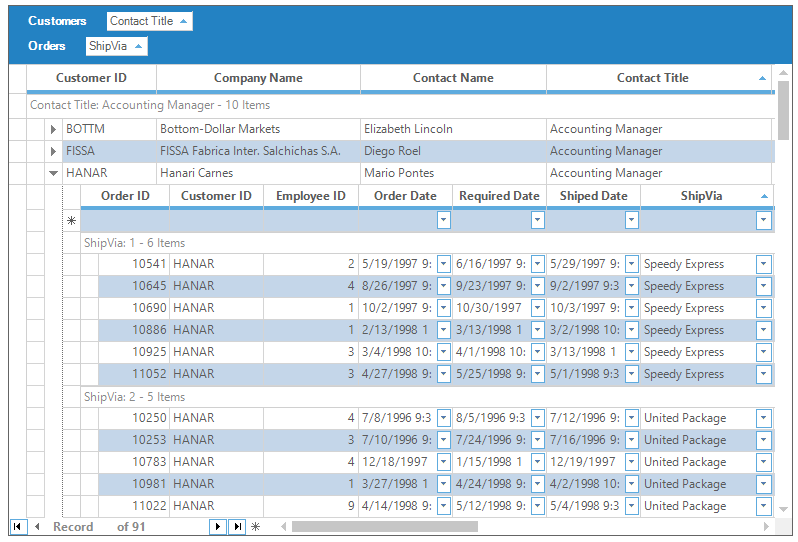 Customers Contact Title
Orders ShipVia
Customer ID Company Name Contact Name Contact Title
Contact Title: Accounting Manager - 10 Items
BOTTM Bottom-Dollar Markets Elizabeth Lincoln Accounting Manager
FISSA FISSA Fabrica Inter. Salchichas S.A. Diego Roel Accounting Manager
HANAR Hanari Carnes Mario Pontes Accounting Manager
Order ID Customer ID Employee ID Order Date Required Date Shiped Date ShipVia
ShipVia: 1 - 6 Items
10541 HANAR 2 5/19/1997 9: 6/16/1997 9: 5/29/1997 9: Speedy Express
10645 HANAR 4 8/26/1997 9: 9/23/1997 9: 9/2/1997 9:3 Speedy Express
10690 HANAR 1 10/2/1997 9: 10/30/1997 10/3/1997 9: Speedy Express
10886 HANAR 1 2/13/1998 1 3/13/1998 1 3/2/1998 10: Speedy Express
10925 HANAR 3 3/4/1998 10: 4/1/1998 10: 3/13/1998 1 Speedy Express
11052 HANAR 3 4/27/1998 9: 5/25/1998 9: 5/1/1998 9:3 Speedy Express
ShipVia: 2 - 5 Items
10250 HANAR 4 7/8/1996 9:3 8/5/1996 9:3 7/12/1996 9: United Package
10253 HANAR 3 7/10/1996 9: 7/24/1996 9: 7/16/1996 9: United Package
10783 HANAR 4 12/18/1997 1/15/1998 1 12/19/1997 United Package
10981 HANAR 1 3/27/1998 1 4/24/1998 9: 4/2/1998 10: United Package
11022 HANAR 9 4/14/1998 9: 5/12/1998 9: 5/4/1998 9:3 United Package
Record of 91